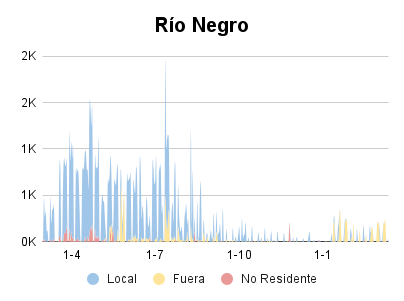 Río Negro
2K
2K
1K
1K
0K
1-4 1-7 1-10 1-1
Local Fuera No Residente